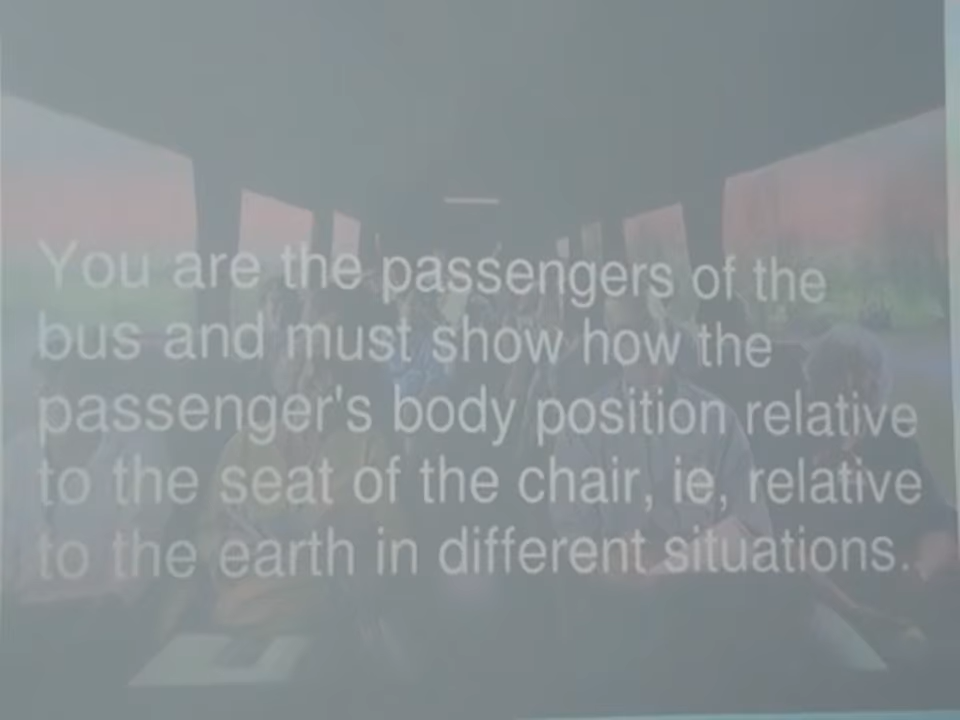 You are the passengers of the
bus and must show how the
passenger's body position relative
to the seat of the chair, ie, relative
to the earth in different situations.